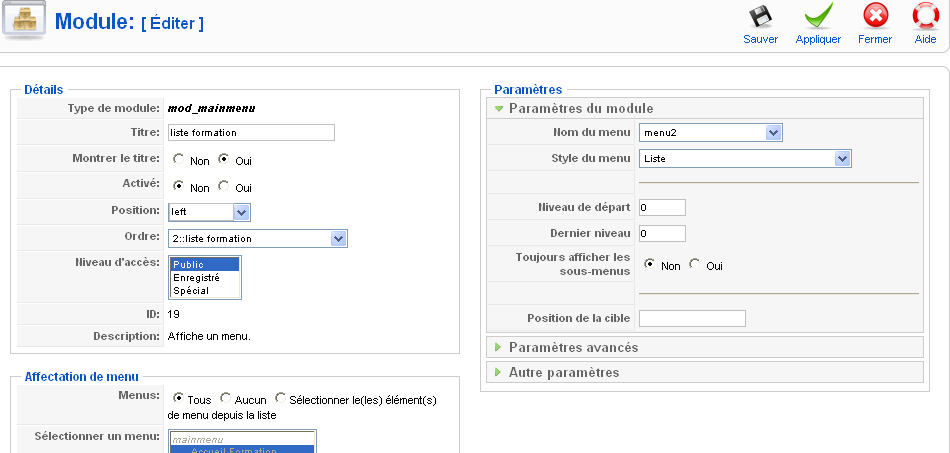 Module: [ Éditer ]
Sauver Appliquer Fermer Aide
Détails
Type de module: mod_mainmenu
Titre: liste formation
Montrer le titre: Non Oui
Activé: Non Oui
Position: left
Ordre: 2::liste formation
Niveau d'accès: Public
Enregistré
Spécial
ID: 19
Description: Affiche un menu.
Affectation de menu
Menus: Tous Aucun Sélectionner le(les) élément(s)
de menu depuis la liste
Sélectionner un menu: mainmenu
Accueil Formation
Paramètres
Paramètres du module
Nom du menu menu2
Style du menu Liste
Niveau de départ 0
Dernier niveau 0
Toujours afficher les
sous-menus Non Oui
Position de la cible
Paramètres avancés
Autre paramètres